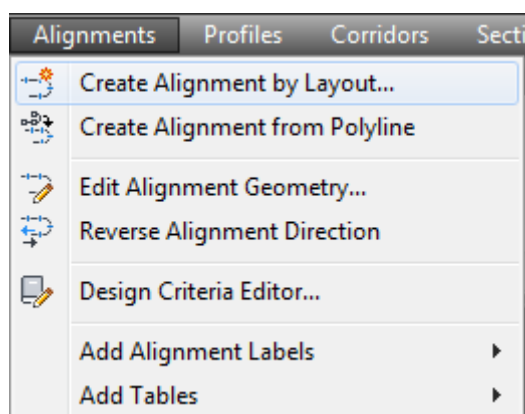 Alignments Profiles Corridors Secti
Create Alignment by Layout...
Create Alignment from Polyline
Edit Alignment Geometry...
Reverse Alignment Direction
Design Criteria Editor...
Add Alignment Labels
Add Tables